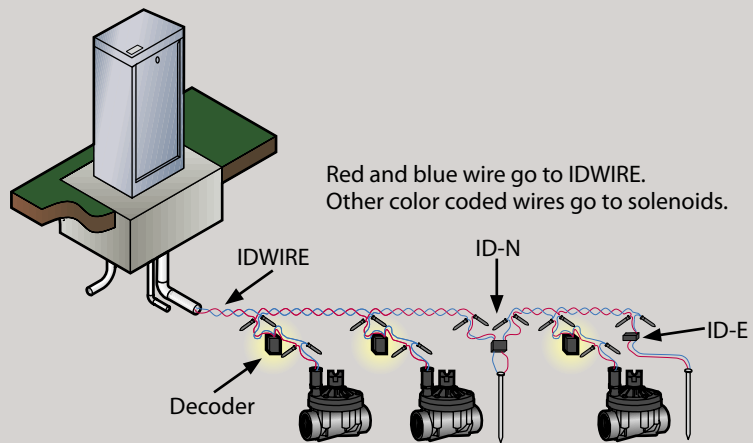 Red and blue wire go to IDWIRE.
Other color coded wires go to solenoids.
ID-N
IDWIRE
ID-E
Decoder